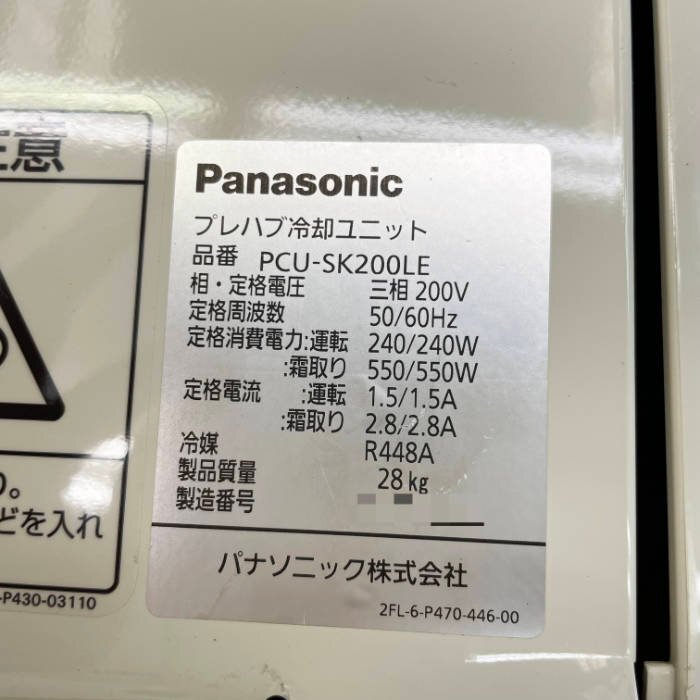 意
Panasonic
プレハブ冷却ユニット
品番 PCU-SK200LE
相・定格電圧 三相 200V
定格周波数 50/60Hz
定格消費電力:運転 240/240W
:霜取り 550/550W
定格電流 :運転 1.5/1.5A
:霜取り 2.8/2.8A
冷媒 R448A
製品質量 28kg
製造番号
パナソニック株式会社
2FL-6-P470-446-00
り。
どを入れ
-P430-03110